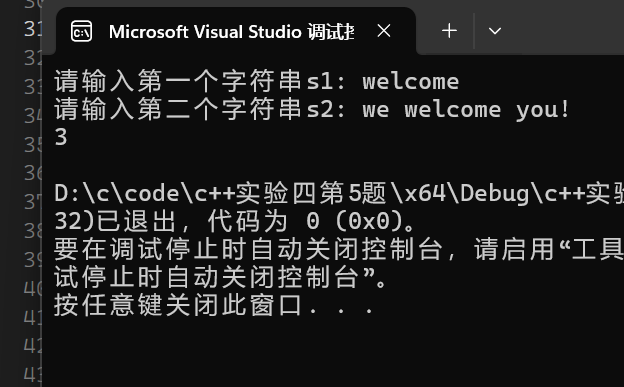 Microsoft Visual Studio 调试
请输入第一个字符串s1: welcome
请输入第二个字符串s2: we welcome you!
3
D:\c\code\c++实验四第5题\x64\Debug\c++实验
32)已退出，代码为 0 (0x0)。
要在调试停止时自动关闭控制台，请启用“工具
试停止时自动关闭控制台”。
按任意键关闭此窗口. . .